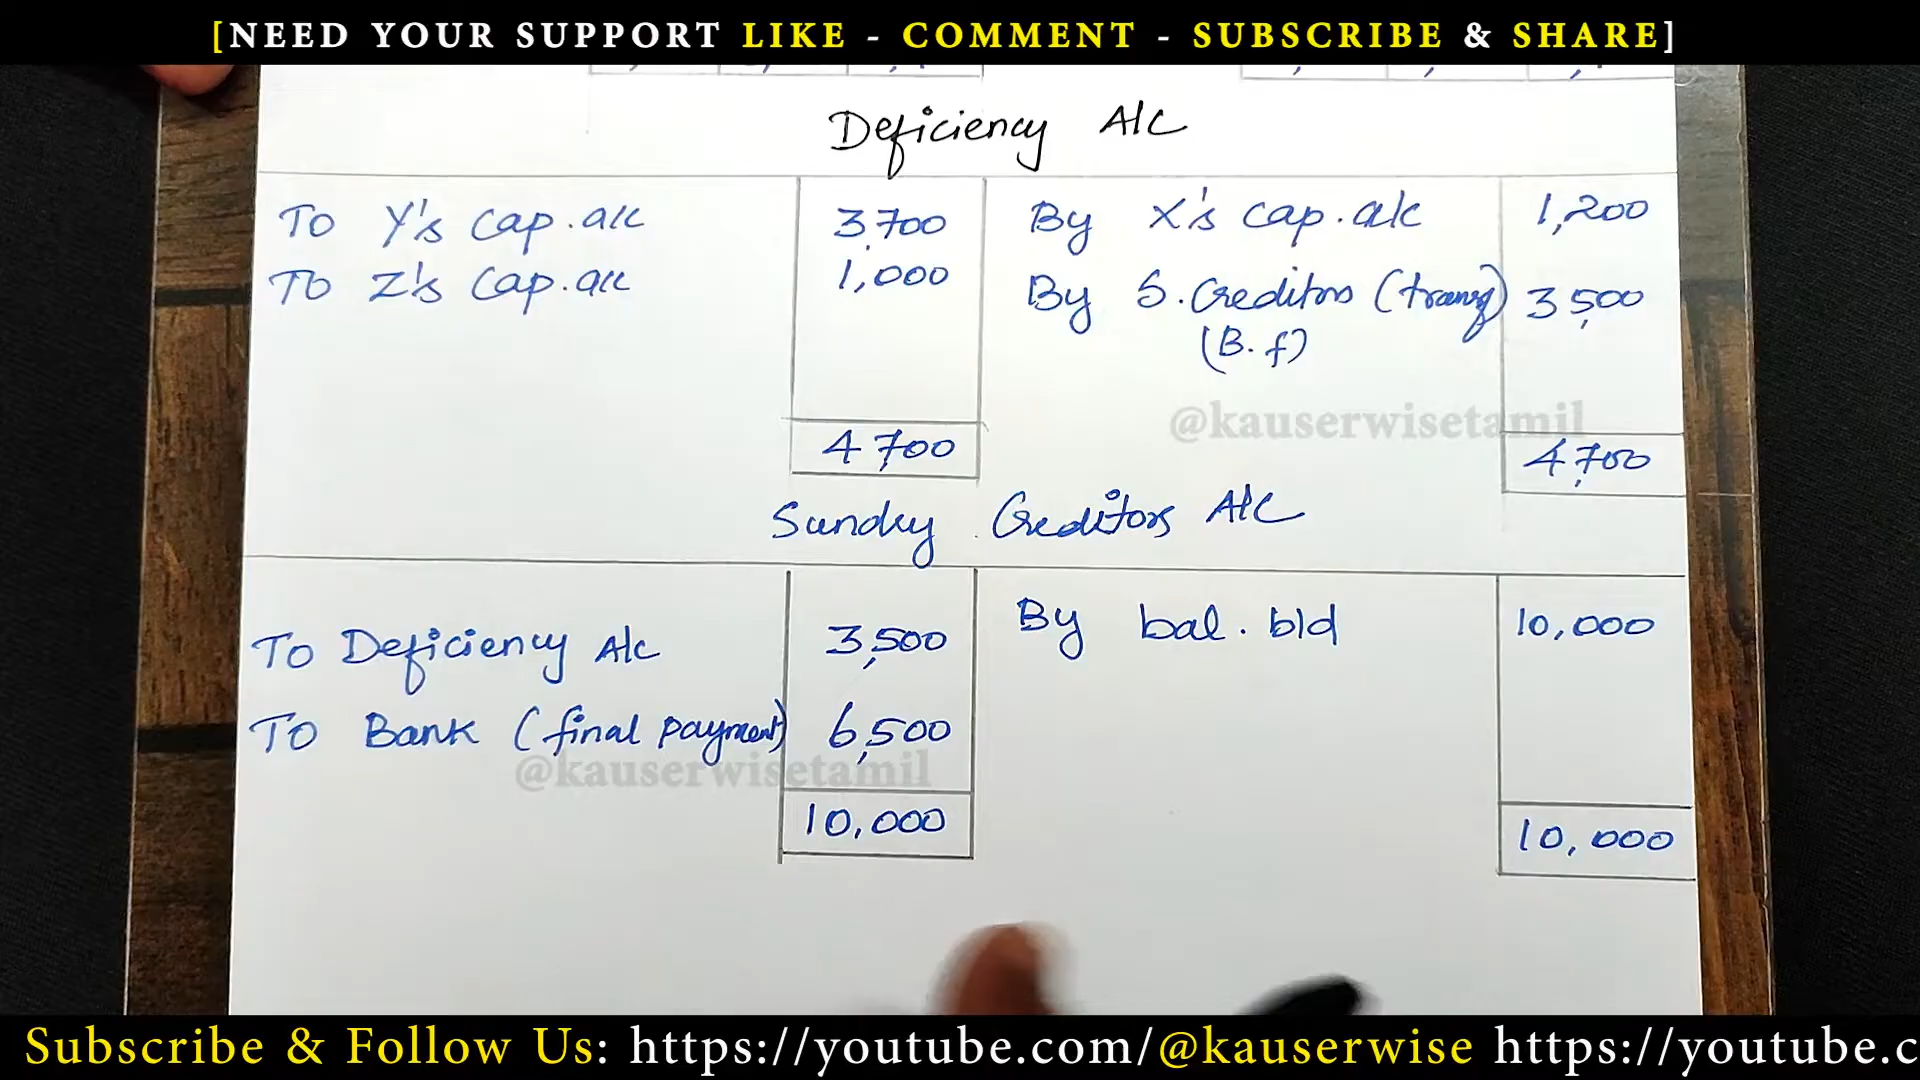 [NEED YOUR SUPPORT LIKE - COMMENT - SUBSCRIBE & SHARE]
Deficiency A/C
To Y's Cap. a/c 3,700 By X's Cap. a/c 1,200
To Z's Cap. a/c 1,000 By S. Creditors (transf) 3,500
(B.f)
@kauserwisetamil
4,700 4,700
Sundry Creditors A/C
To Deficiency A/c 3,500 By bal. b/d 10,000
To Bank (final payment) 6,500
@kauserwisetamil
10,000 10,000
Subscribe & Follow Us: https://youtube.com/@kauserwise https://youtube.c